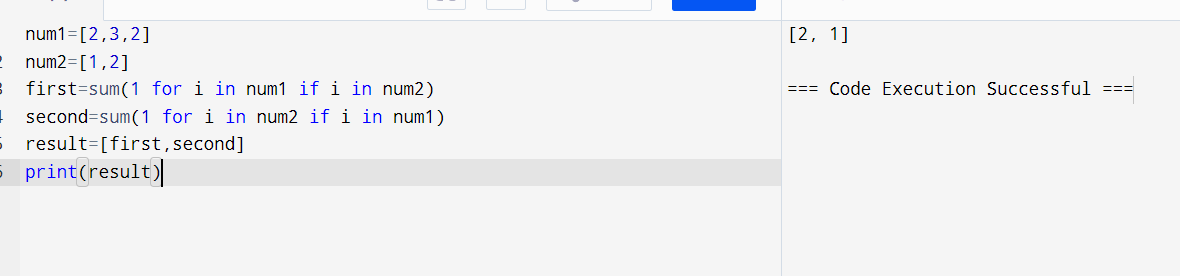 num1=[2,3,2]
num2=[1,2]
first=sum(1 for i in num1 if i in num2)
second=sum(1 for i in num2 if i in num1)
result=[first,second]
print(result)
[2, 1]
=== Code Execution Successful ===